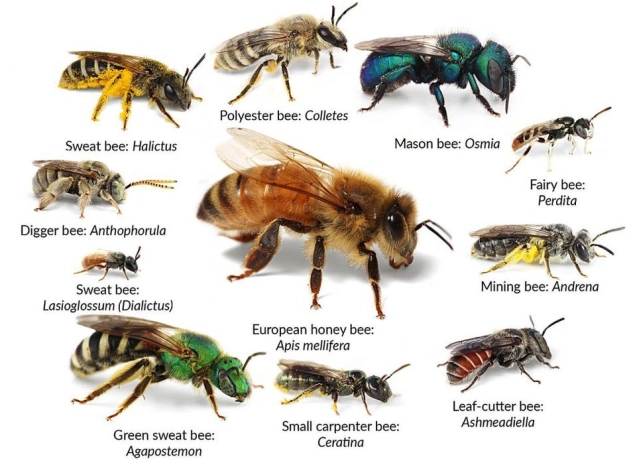 Polyester bee: Colletes
Sweat bee: Halictus
Mason bee: Osmia
Fairy bee:
Perdita
Digger bee: Anthophorula
Sweat bee:
Lasioglossum (Dialictus)
Mining bee: Andrena
European honey bee:
Apis mellifera
Leaf-cutter bee:
Ashmeadiella
Small carpenter bee:
Ceratina
Green sweat bee:
Agapostemon